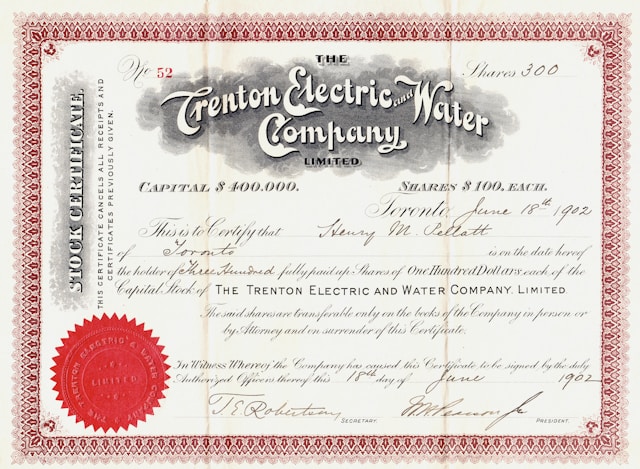 THE
No 52
Shares 300
Trenton Electric and Water
Company
LIMITED
STOCK CERTIFICATE.
THIS CERTIFICATE CANCELS ALL RECEIPTS AND
CERTIFICATES PREVIOUSLY GIVEN.
CAPITAL $400.000.
SHARES $100. EACH.
Toronto, June 18th 1902
This is to Certify that Henry M. Pellatt
of Toronto is on the date hereof
the holder of Three Hundred fully paid up Shares of One Hundred Dollars each of the
Capital Stock of THE TRENTON ELECTRIC AND WATER COMPANY, LIMITED.
The said shares are transferable only on the books of the Company in person or
by Attorney and on surrender of this Certificate.
In Witness Whereof the Company has caused this Certificate to be signed by the duly
Authorized Officers thereof this 18th day of June 1902
T. E. Robertson
SECRETARY.
PRESIDENT.
THE TRENTON ELECTRIC & WATER COMPANY
LIMITED